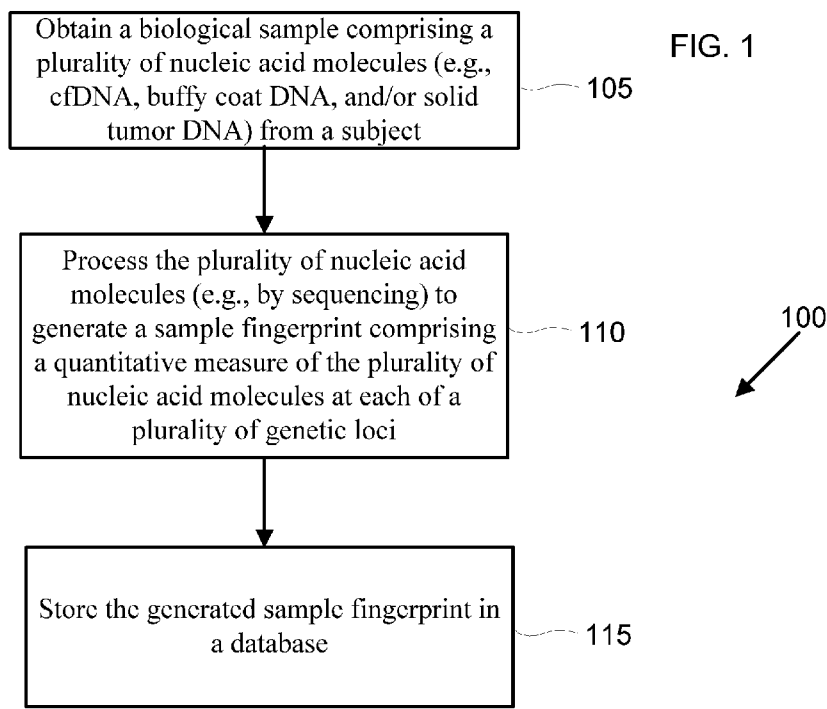 Obtain a biological sample comprising a
plurality of nucleic acid molecules (e.g.,
cfDNA, buffy coat DNA, and/or solid
tumor DNA) from a subject
FIG. 1
105
Process the plurality of nucleic acid
molecules (e.g., by sequencing) to
generate a sample fingerprint comprising
a quantitative measure of the plurality of
nucleic acid molecules at each of a
plurality of genetic loci
110
100
Store the generated sample fingerprint in
a database
115